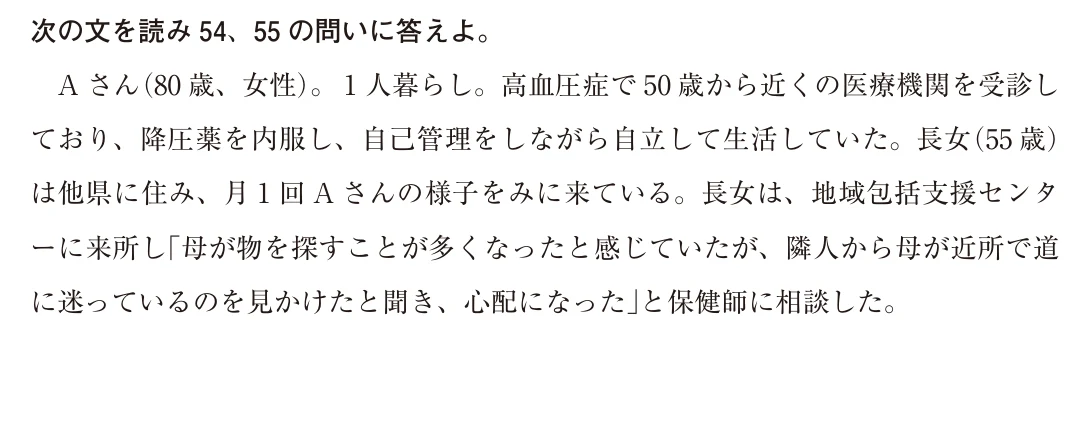 次の文を読み 54、55 の問いに答えよ。
A さん(80 歳、女性)。 1 人暮らし。高血圧症で 50 歳から近くの医療機関を受診し
ており、降圧薬を内服し、自己管理をしながら自立して生活していた。長女(55 歳)
は他県に住み、月 1 回 A さんの様子をみに来ている。長女は、地域包括支援センタ
ーに来所し「母が物を探すことが多くなったと感じていたが、隣人から母が近所で道
に迷っているのを見かけたと聞き、心配になった」と保健師に相談した。